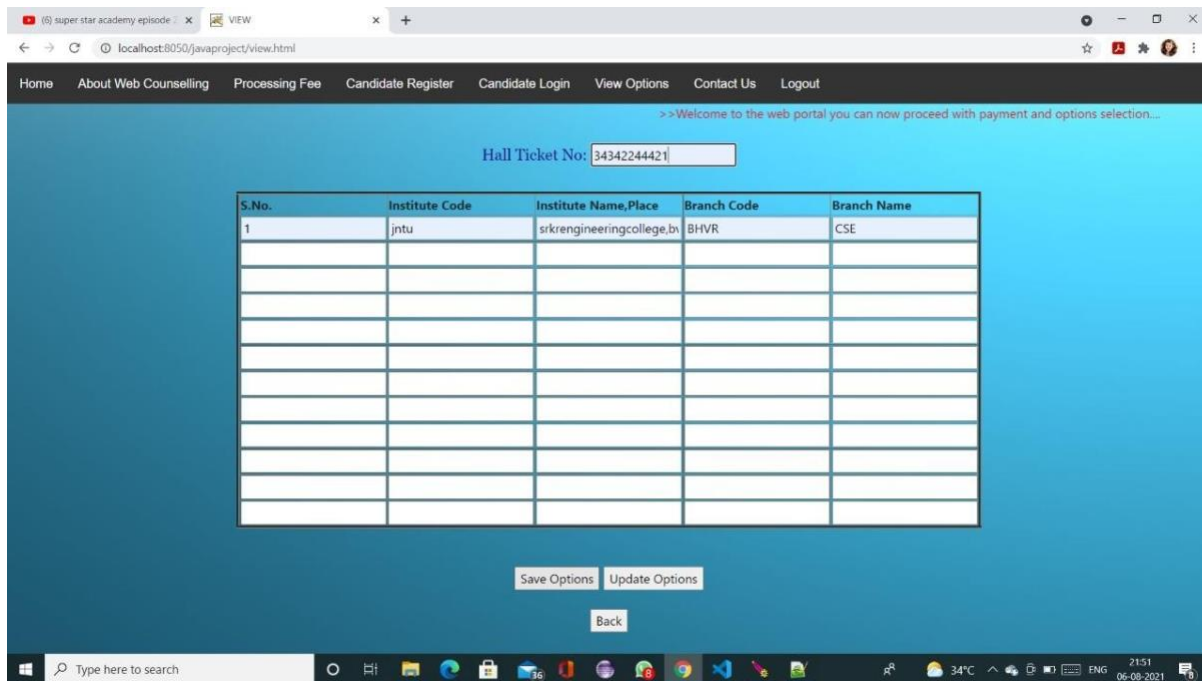 (6) super star academy episode 2
VIEW
localhost:8050/javaproject/view.html
Home About Web Counselling Processing Fee Candidate Register Candidate Login View Options Contact Us Logout
>>Welcome to the web portal you can now proceed with payment and options selection....
Hall Ticket No: 34342244421
S.No. Institute Code Institute Name,Place Branch Code Branch Name
1 jntu srkrengineeringcollege,bv BHVR CSE
Save Options Update Options
Back
Type here to search
36
34°C ENG 21:51
06-08-2021